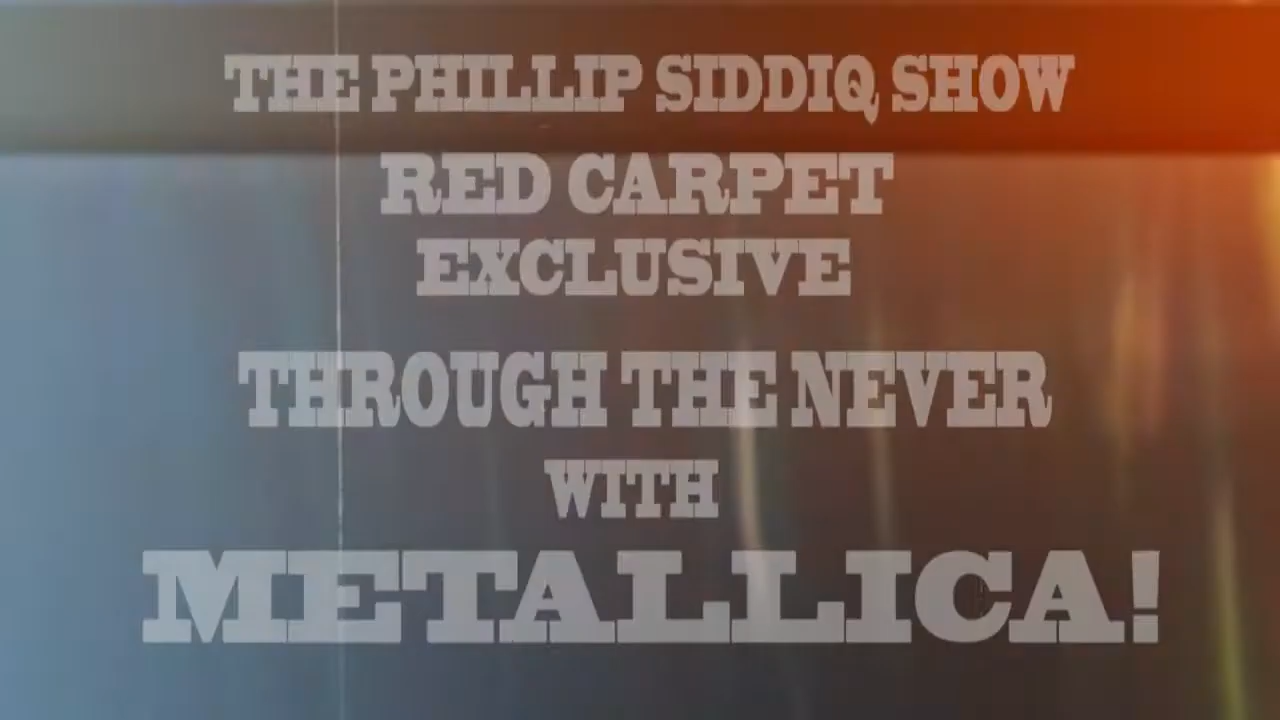 THE PHILLIP SIDDIQ SHOW
RED CARPET
EXCLUSIVE
THROUGH THE NEVER
WITH
METALLICA!